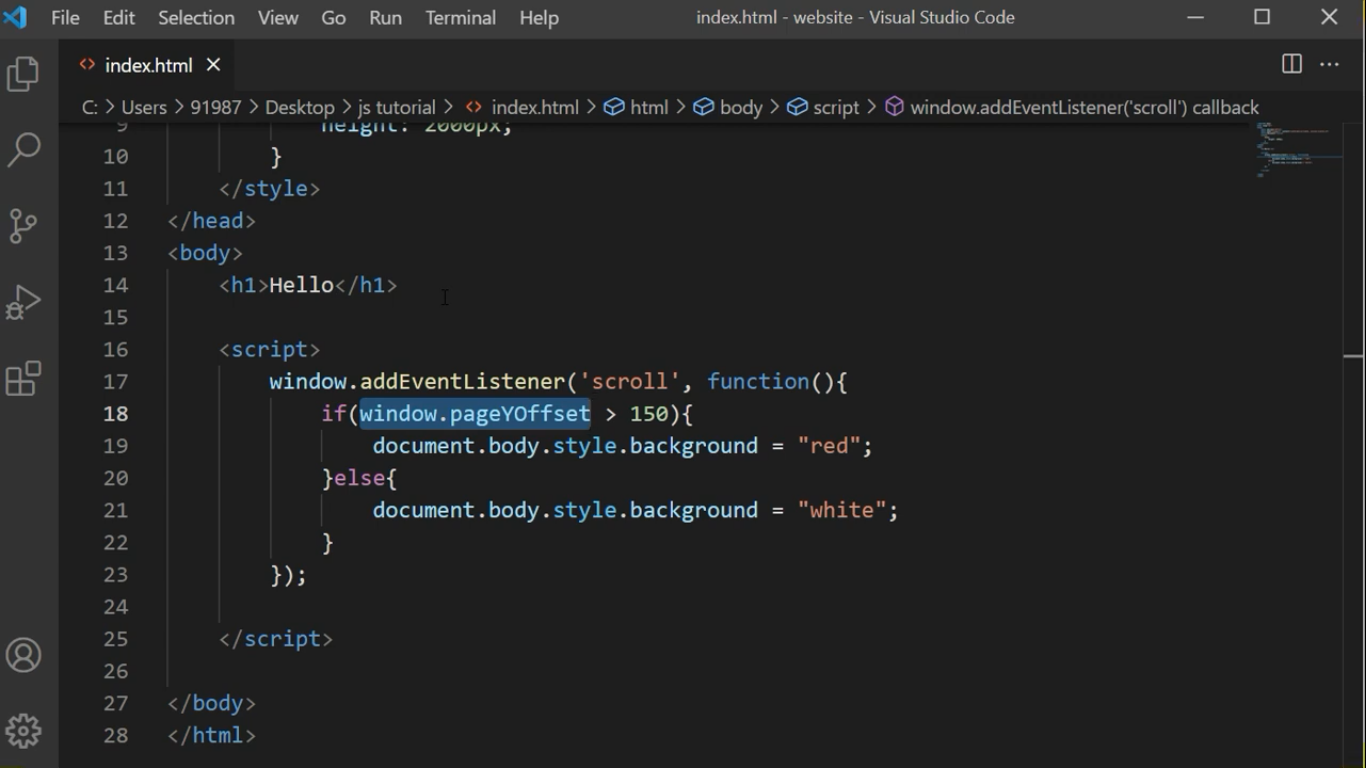 File Edit Selection View Go Run Terminal Help index.html - website - Visual Studio Code
index.html
C: > Users > 91987 > Desktop > js tutorial > index.html > html > body > script > window.addEventListener('scroll') callback
9 height: 2000px;
10 }
11 </style>
12 </head>
13 <body>
14 <h1>Hello</h1>
15
16 <script>
17 window.addEventListener('scroll', function(){
18 if(window.pageYOffset > 150){
19 document.body.style.background = "red";
20 }else{
21 document.body.style.background = "white";
22 }
23 });
24
25 </script>
26
27 </body>
28 </html>